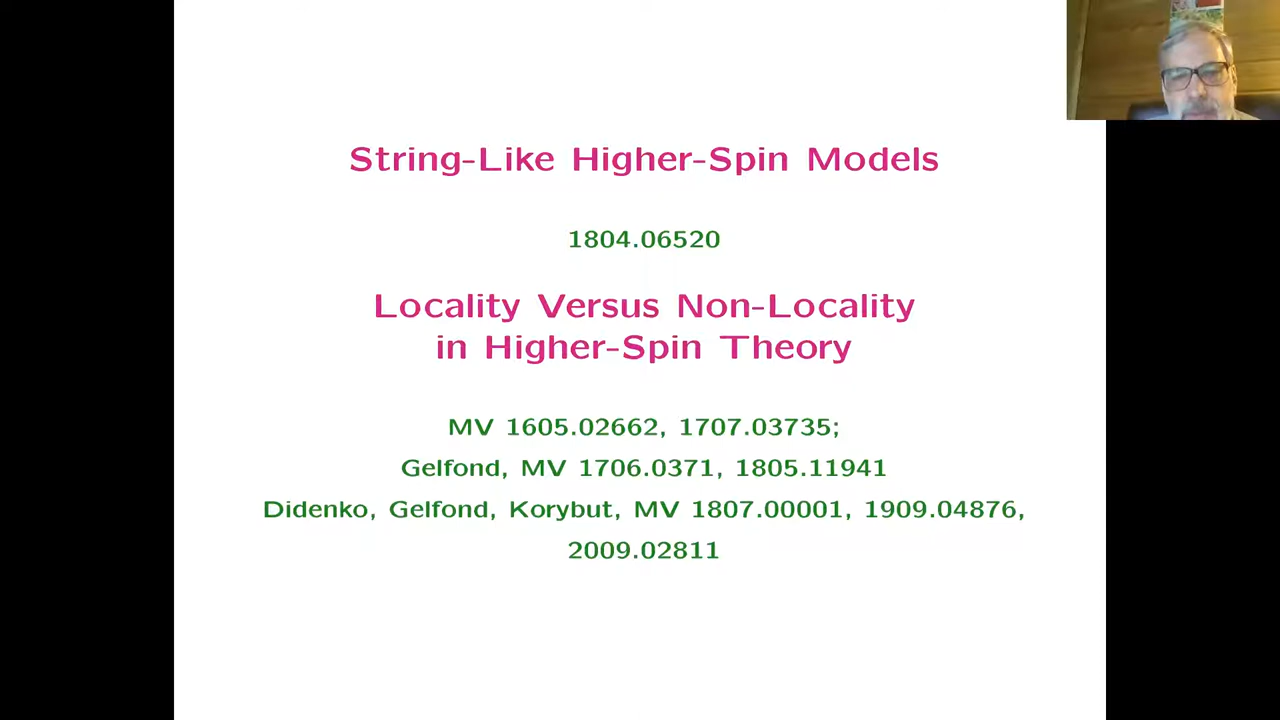 String-Like Higher-Spin Models
1804.06520
Locality Versus Non-Locality
in Higher-Spin Theory
MV 1605.02662, 1707.03735;
Gelfond, MV 1706.0371, 1805.11941
Didenko, Gelfond, Korybut, MV 1807.00001, 1909.04876,
2009.02811